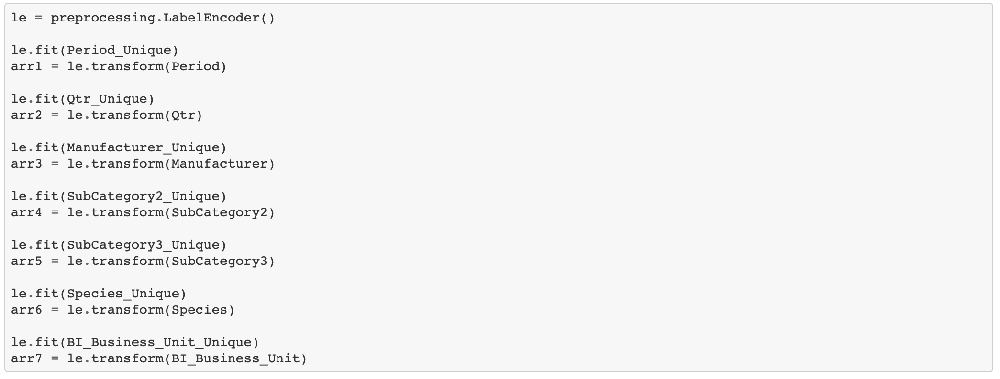 le = preprocessing.LabelEncoder()
le.fit(Period_Unique)
arr1 = le.transform(Period)
le.fit(Qtr_Unique)
arr2 = le.transform(Qtr)
le.fit(Manufacturer_Unique)
arr3 = le.transform(Manufacturer)
le.fit(SubCategory2_Unique)
arr4 = le.transform(SubCategory2)
le.fit(SubCategory3_Unique)
arr5 = le.transform(SubCategory3)
le.fit(Species_Unique)
arr6 = le.transform(Species)
le.fit(BI_Business_Unit_Unique)
arr7 = le.transform(BI_Business_Unit)